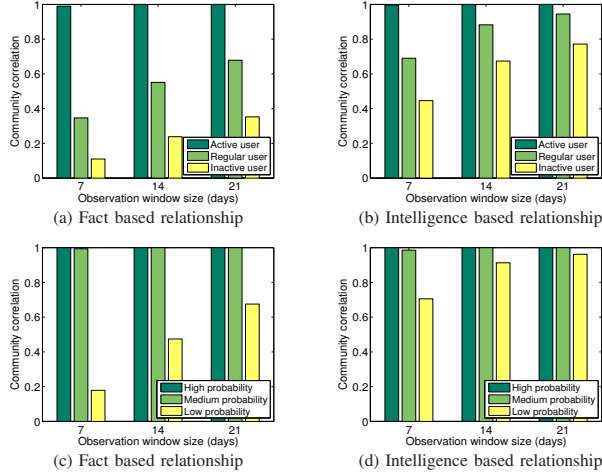 1
0.8
0.6
0.4
0.2
0
Community correlation
Active user
Regular user
Inactive user
7 14 21
Observation window size (days)
(a) Fact based relationship
1
0.8
0.6
0.4
0.2
0
Community correlation
Active user
Regular user
Inactive user
7 14 21
Observation window size (days)
(b) Intelligence based relationship
1
0.8
0.6
0.4
0.2
0
Community correlation
High probability
Medium probability
Low probability
7 14 21
Observation window size (days)
(c) Fact based relationship
1
0.8
0.6
0.4
0.2
0
Community correlation
High probability
Medium probability
Low probability
7 14 21
Observation window size (days)
(d) Intelligence based relationship